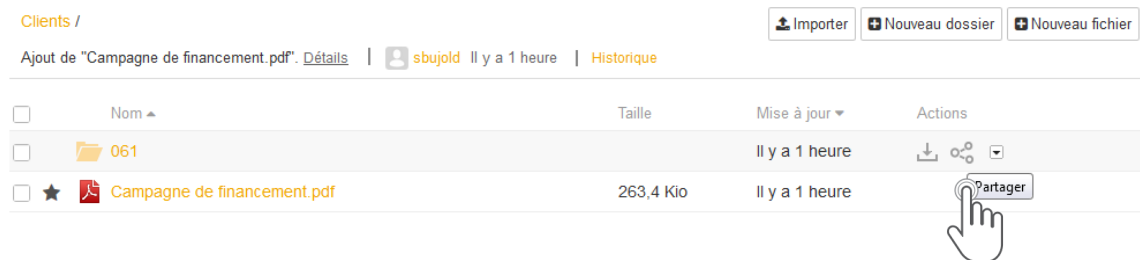 Clients /
Importer
Nouveau dossier
Nouveau fichier
Ajout de "Campagne de financement.pdf". Détails | sbujold Il y a 1 heure | Historique
Nom Taille Mise à jour Actions
061 Il y a 1 heure
Campagne de financement.pdf 263,4 Kio Il y a 1 heure
Partager